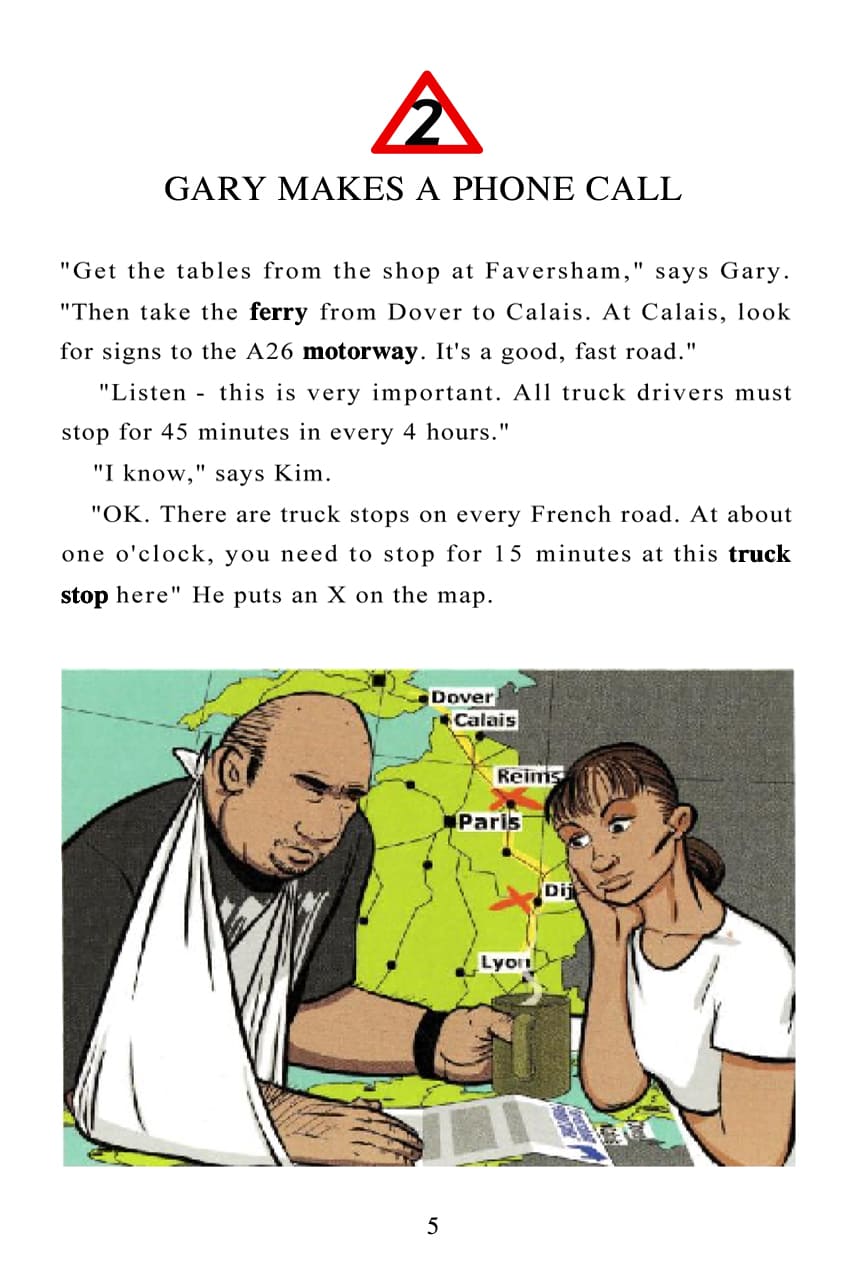 2
GARY MAKES A PHONE CALL
"Get the tables from the shop at Faversham," says Gary.
"Then take the ferry from Dover to Calais. At Calais, look
for signs to the A26 motorway. It's a good, fast road."
"Listen - this is very important. All truck drivers must
stop for 45 minutes in every 4 hours."
"I know," says Kim.
"OK. There are truck stops on every French road. At about
one o'clock, you need to stop for 15 minutes at this truck
stop here" He puts an X on the map.
Dover
Calais
Reims
Paris
Dij
Lyon
5